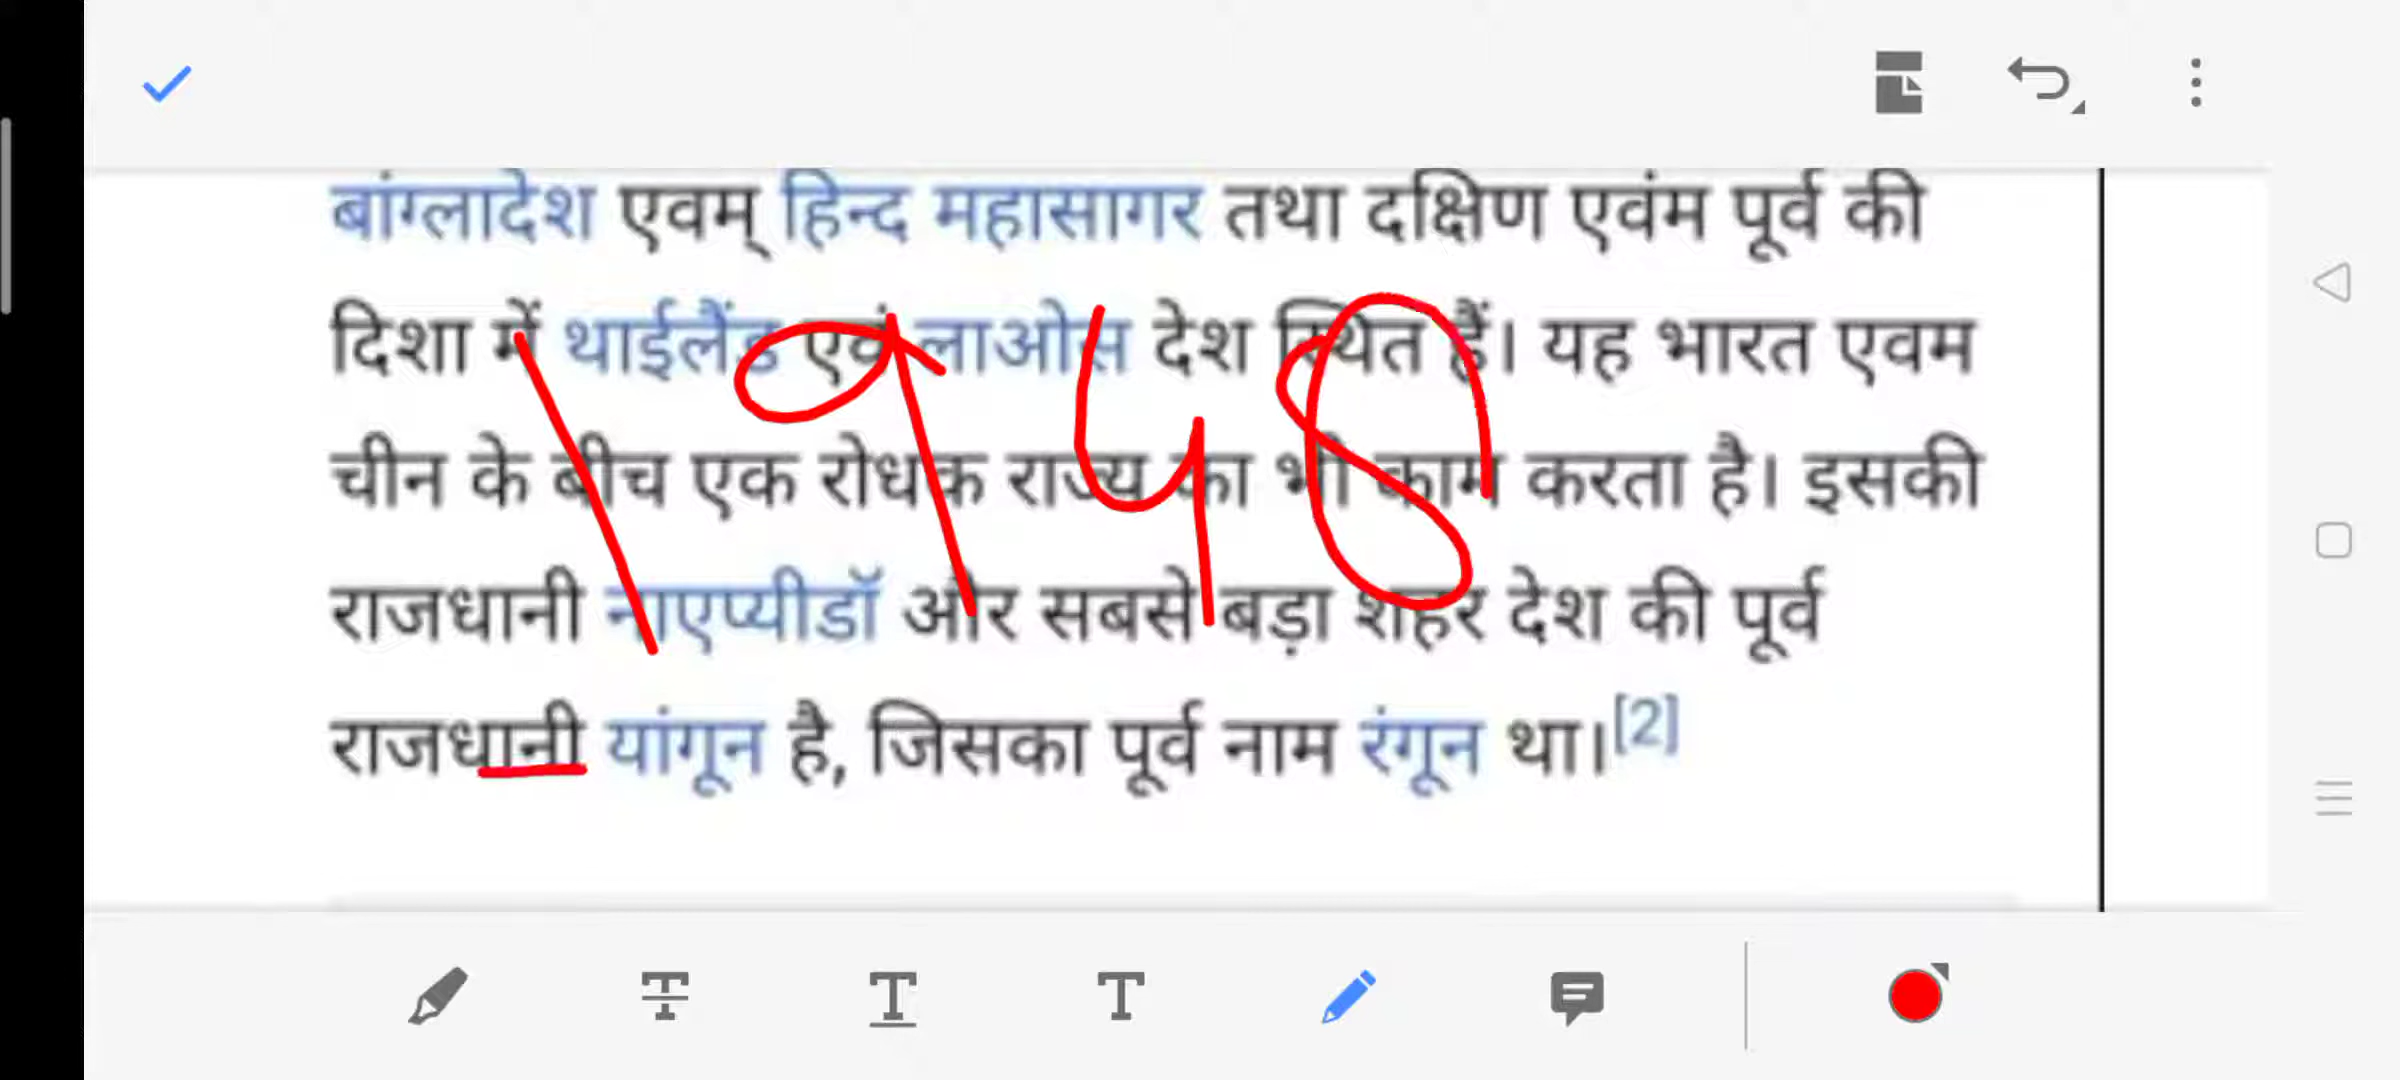 बांग्लादेश एवम् हिन्द महासागर तथा दक्षिण एवंम पूर्व की
दिशा में थाईलैंड एवं लाओस देश स्थित हैं। यह भारत एवम
चीन के बीच एक रोधक राज्य का भी काम करता है। इसकी
राजधानी नाएप्यीडॉ और सबसे बड़ा शहर देश की पूर्व
राजधानी यांगून है, जिसका पूर्व नाम रंगून था।[2]
1948